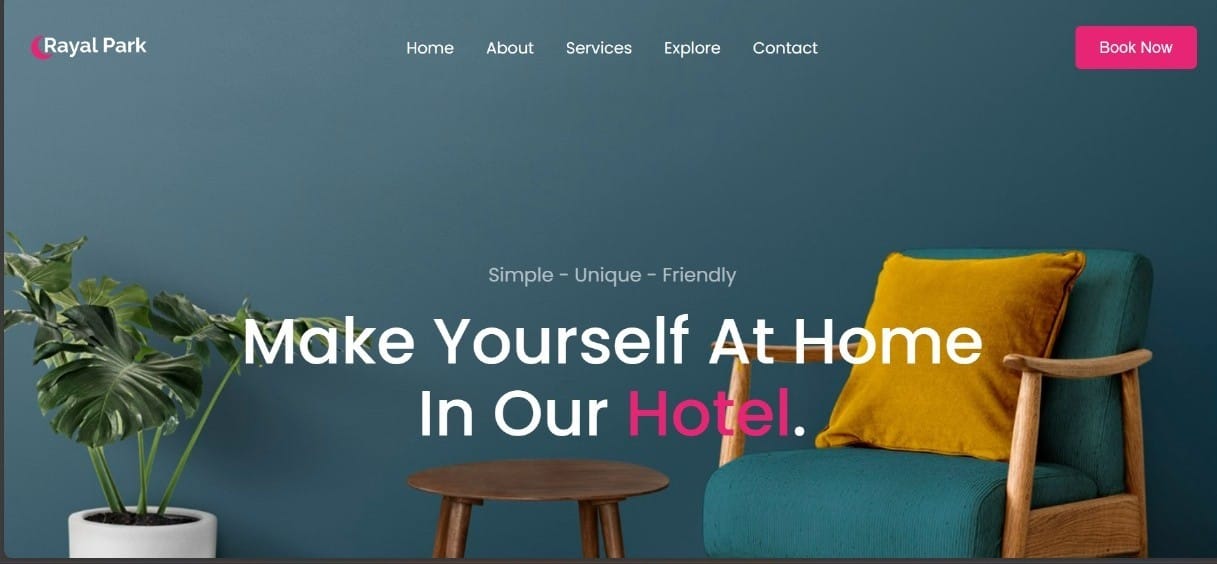 Rayal Park
Home About Services Explore Contact
Book Now
Simple - Unique - Friendly
Make Yourself At Home
In Our Hotel.